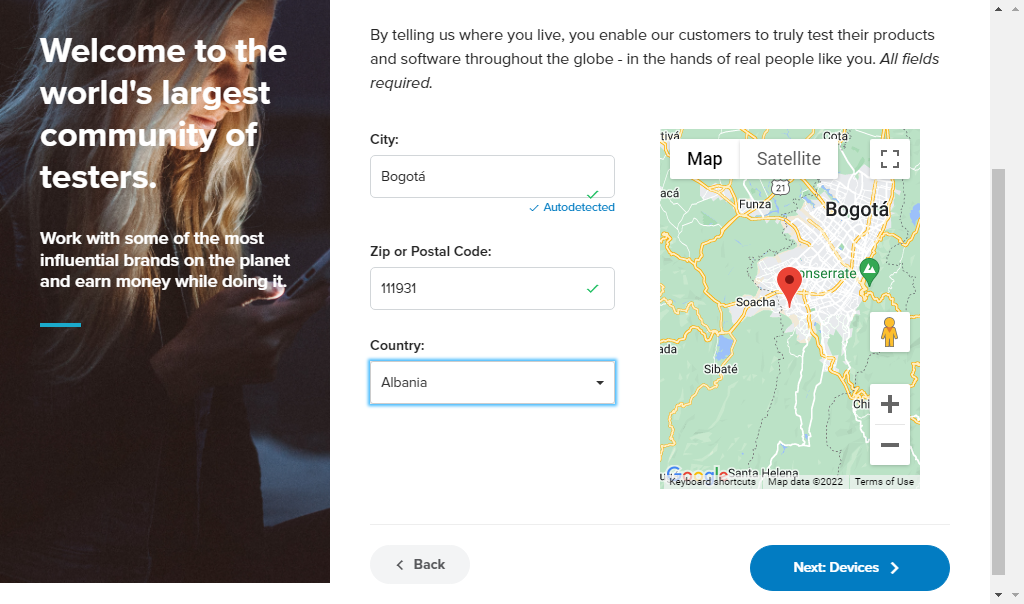 Welcome to the
world's largest
community of
testers.
Work with some of the most
influential brands on the planet
and earn money while doing it.
By telling us where you live, you enable our customers to truly test their products
and software throughout the globe - in the hands of real people like you. All fields
required.
City:
Bogotá
Autodetected
Zip or Postal Code:
111931
Country:
Albania
tivá
Cota
Map
Satellite
acá
21
Funza
Bogotá
onserrate
Soacha
ada
Sibaté
Chi
Google
Santa Helena
Keyboard shortcuts
Map data ©2022
Terms of Use
Back
Next: Devices